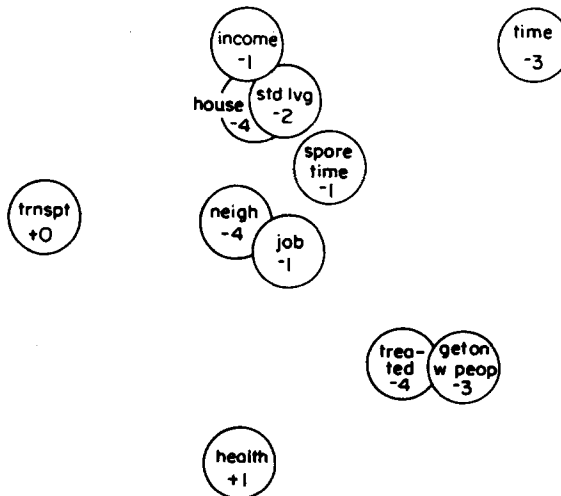 income
-1
time
-3
house
-4
std lvg
-2
spore
time
-1
trnspt
+0
neigh
-4
job
-1
trea-
ted
-4
get on
w peop
-3
health
+1